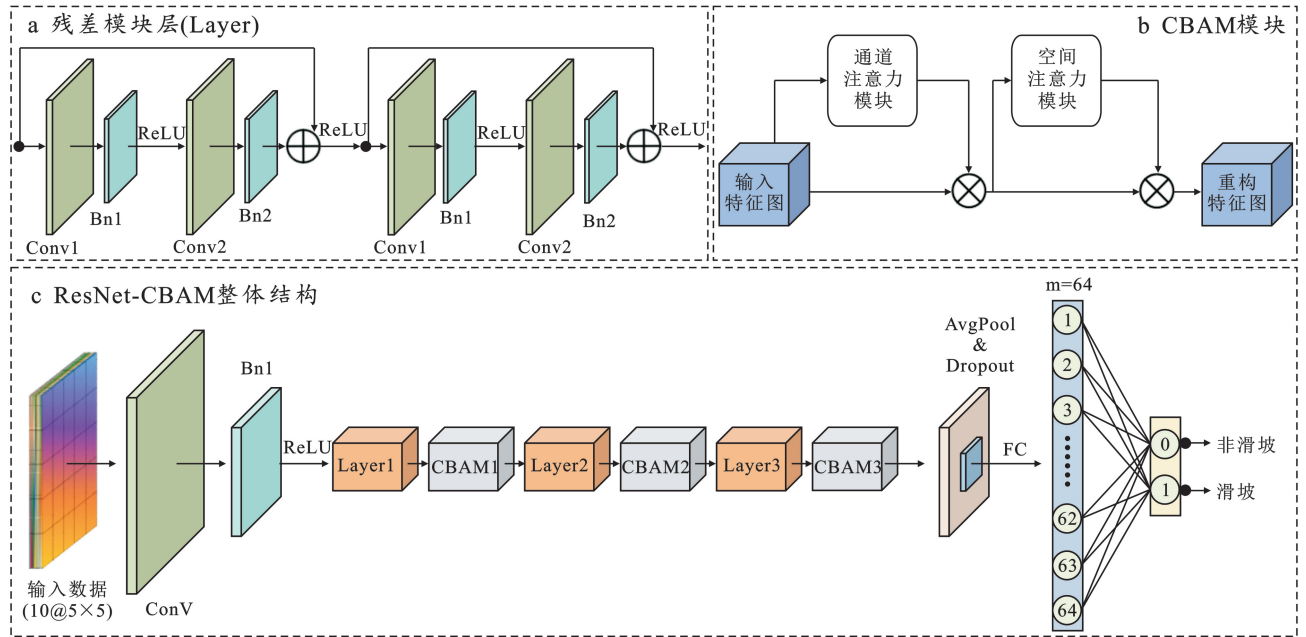 a 残差模块层(Layer)
ReLU
ReLU
ReLU
ReLU
Bn1
Bn2
Bn1
Bn2
Conv1
Conv2
Conv1
Conv2
b CBAM模块
通道
注意力
模块
空间
注意力
模块
输入
特征图
重构
特征图
c ResNet-CBAM整体结构
输入数据
(10@5×5)
ConV
Bn1
ReLU
Layer1
CBAM1
Layer2
CBAM2
Layer3
CBAM3
AvgPool
&
Dropout
FC
m=64
1
2
3
62
63
64
0
1
非滑坡
滑坡